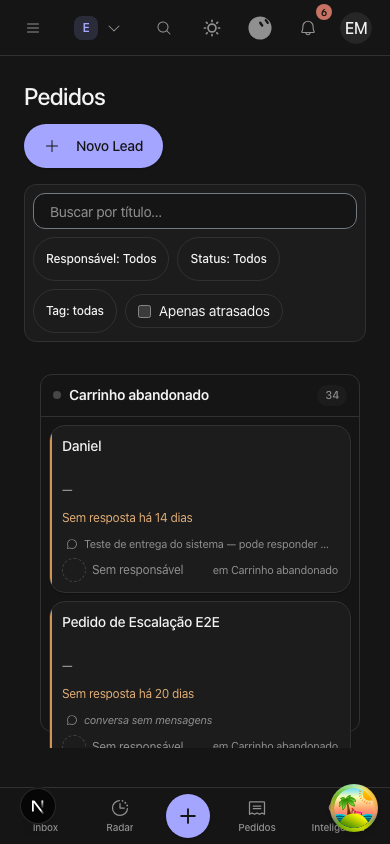 E
6
EM
Pedidos
Novo Lead
Buscar por título...
Responsável: Todos
Status: Todos
Tag: todas
Apenas atrasados
Carrinho abandonado
34
Daniel
—
Sem resposta há 14 dias
Teste de entrega do sistema — pode responder ...
Sem responsável
em Carrinho abandonado
Pedido de Escalação E2E
—
Sem resposta há 20 dias
conversa sem mensagens
Sem responsável
em Carrinho abandonado
N
Inbox
Radar
Pedidos